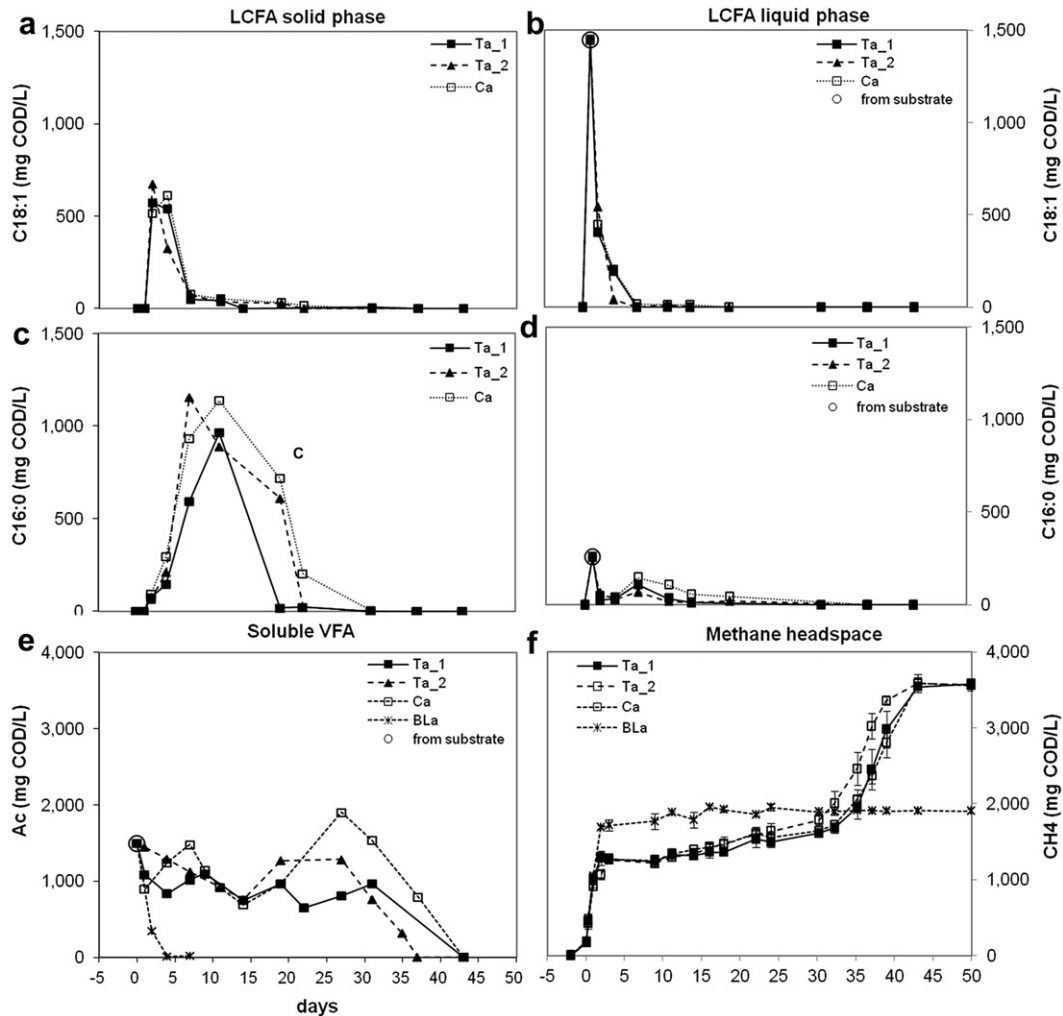 a
LCFA solid phase
1,500
1,000
500
0
C18:1 (mg COD/L)
Ta_1
Ta_2
Ca
b
LCFA liquid phase
Ta_1
Ta_2
Ca
from substrate
1,500
1,000
500
0
C18:1 (mg COD/L)
c
1,500
1,000
500
0
C16:0 (mg COD/L)
Ta_1
Ta_2
Ca
C
d
Ta_1
Ta_2
Ca
from substrate
1,500
1,000
500
0
C16:0 (mg COD/L)
e
Soluble VFA
4,000
3,000
2,000
1,000
0
Ac (mg COD/L)
Ta_1
Ta_2
Ca
BLa
from substrate
-5 0 5 10 15 20 25 30 35 40 45 50
days
f
Methane headspace
Ta_1
Ta_2
Ca
BLa
4,000
3,000
2,000
1,000
0
CH4 (mg COD/L)
-5 0 5 10 15 20 25 30 35 40 45 50